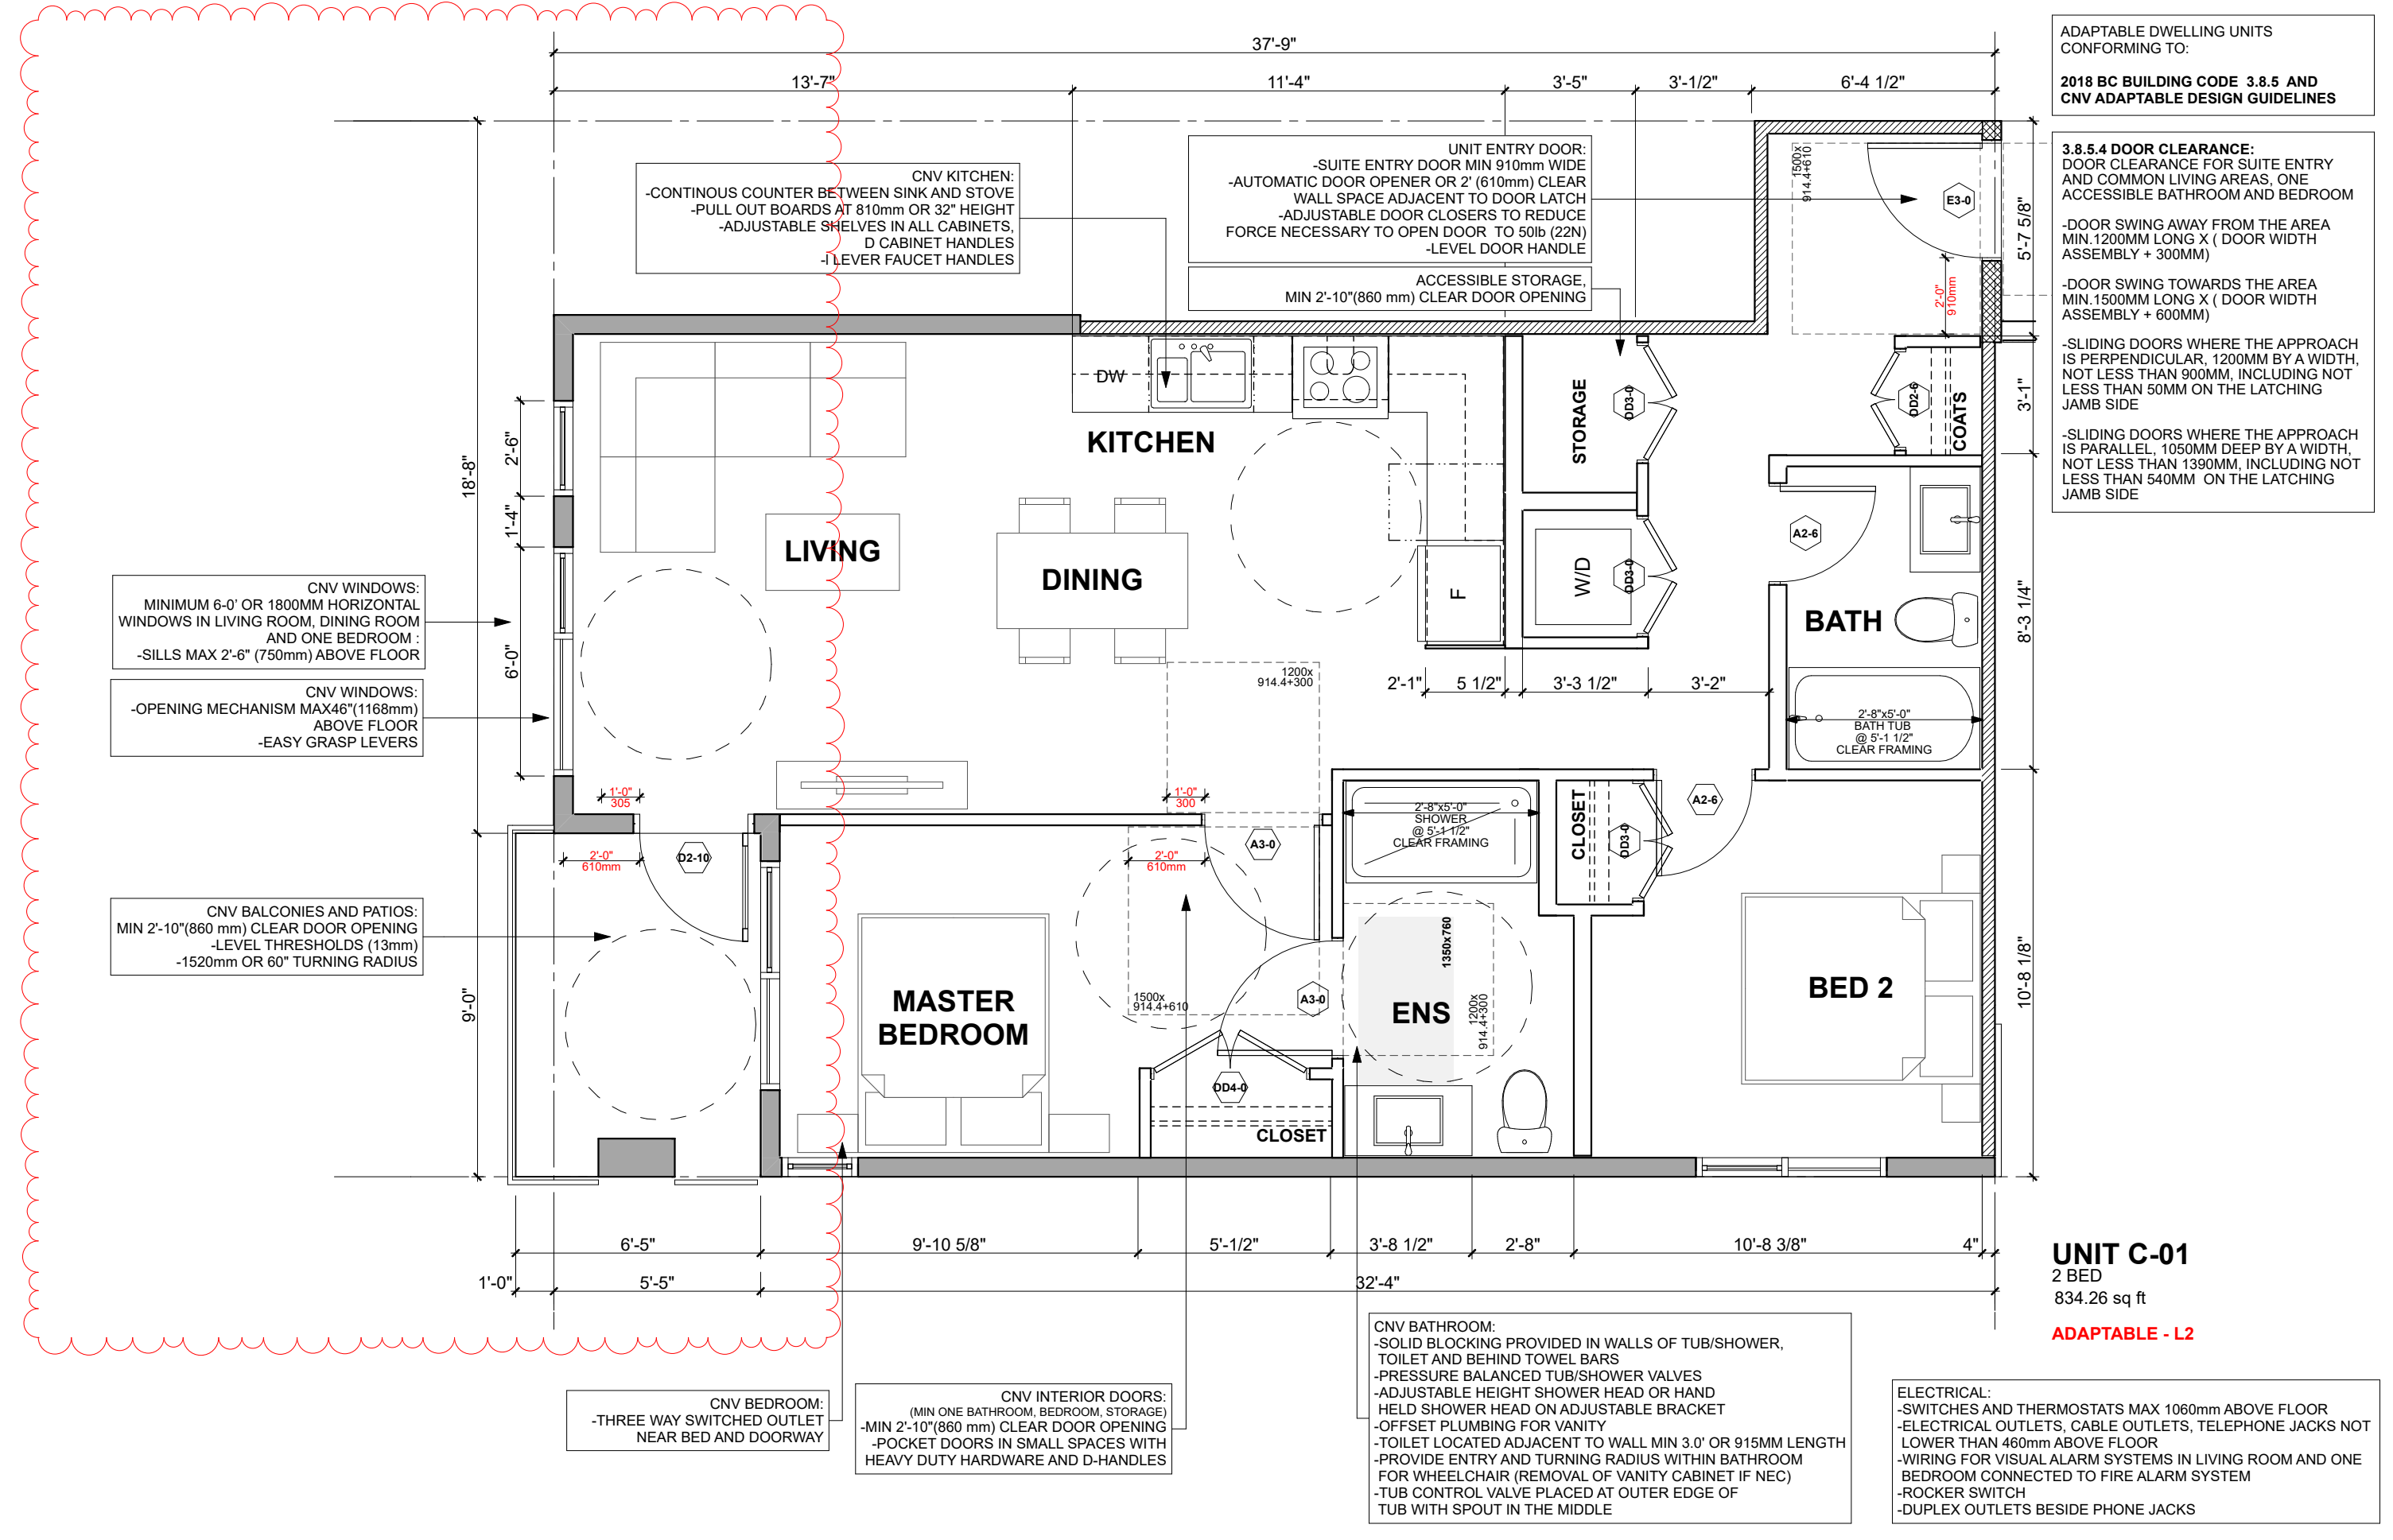 37'-9"
13'-7"
11'-4"
3'-5"
3'-1/2"
6'-4 1/2"
ADAPTABLE DWELLING UNITS
CONFORMING TO:
2018 BC BUILDING CODE 3.8.5 AND
CNV ADAPTABLE DESIGN GUIDELINES
3.8.5.4 DOOR CLEARANCE:
DOOR CLEARANCE FOR SUITE ENTRY
AND COMMON LIVING AREAS, ONE
ACCESSIBLE BATHROOM AND BEDROOM
-DOOR SWING AWAY FROM THE AREA
MIN.1200MM LONG X ( DOOR WIDTH
ASSEMBLY + 300MM)
-DOOR SWING TOWARDS THE AREA
MIN.1500MM LONG X ( DOOR WIDTH
ASSEMBLY + 600MM)
-SLIDING DOORS WHERE THE APPROACH
IS PERPENDICULAR, 1200MM BY A WIDTH,
NOT LESS THAN 900MM, INCLUDING NOT
LESS THAN 50MM ON THE LATCHING
JAMB SIDE
-SLIDING DOORS WHERE THE APPROACH
IS PARALLEL, 1050MM DEEP BY A WIDTH,
NOT LESS THAN 1390MM, INCLUDING NOT
LESS THAN 540MM ON THE LATCHING
JAMB SIDE
CNV KITCHEN:
-CONTINOUS COUNTER BETWEEN SINK AND STOVE
-PULL OUT BOARDS AT 810mm OR 32" HEIGHT
-ADJUSTABLE SHELVES IN ALL CABINETS,
D CABINET HANDLES
-l LEVER FAUCET HANDLES
UNIT ENTRY DOOR:
-SUITE ENTRY DOOR MIN 910mm WIDE
-AUTOMATIC DOOR OPENER OR 2' (610mm) CLEAR
WALL SPACE ADJACENT TO DOOR LATCH
-ADJUSTABLE DOOR CLOSERS TO REDUCE
FORCE NECESSARY TO OPEN DOOR TO 50lb (22N)
-LEVEL DOOR HANDLE
ACCESSIBLE STORAGE,
MIN 2'-10"(860 mm) CLEAR DOOR OPENING
1500x
914.4+610
E3-0
2'-0"
910mm
5'-7 5/8"
3'-1"
8'-3 1/4"
10'-8 1/8"
18'-8"
2'-6"
1'-4"
6'-0"
9'-0"
DW
KITCHEN
STORAGE
DD3-0
DD2-6
COATS
LIVING
DINING
F
W/D
DD3-0
A2-6
BATH
2'-8"x5'-0"
BATH TUB
@ 5'-1 1/2"
CLEAR FRAMING
CNV WINDOWS:
MINIMUM 6-0' OR 1800MM HORIZONTAL
WINDOWS IN LIVING ROOM, DINING ROOM
AND ONE BEDROOM :
-SILLS MAX 2'-6" (750mm) ABOVE FLOOR
CNV WINDOWS:
-OPENING MECHANISM MAX46"(1168mm)
ABOVE FLOOR
-EASY GRASP LEVERS
1200x
914.4+300
2'-1"
5 1/2"
3'-3 1/2"
3'-2"
1'-0"
305
1'-0"
300
2'-0"
610mm
D2-10
2'-0"
610mm
A3-0
2'-8"x5'-0"
SHOWER
@ 5'-1 1/2"
CLEAR FRAMING
CLOSET
DD3-0
A2-6
CNV BALCONIES AND PATIOS:
MIN 2'-10"(860 mm) CLEAR DOOR OPENING
-LEVEL THRESHOLDS (13mm)
-1520mm OR 60" TURNING RADIUS
MASTER
BEDROOM
1500x
914.4+610
A3-0
1350x760
ENS
1200x
914.4+300
BED 2
DD4-0
CLOSET
6'-5"
9'-10 5/8"
5'-1/2"
3'-8 1/2"
2'-8"
10'-8 3/8"
4"
1'-0"
5'-5"
32'-4"
UNIT C-01
2 BED
834.26 sq ft
ADAPTABLE - L2
CNV BEDROOM:
-THREE WAY SWITCHED OUTLET
NEAR BED AND DOORWAY
CNV INTERIOR DOORS:
(MIN ONE BATHROOM, BEDROOM, STORAGE)
-MIN 2'-10"(860 mm) CLEAR DOOR OPENING
-POCKET DOORS IN SMALL SPACES WITH
HEAVY DUTY HARDWARE AND D-HANDLES
CNV BATHROOM:
-SOLID BLOCKING PROVIDED IN WALLS OF TUB/SHOWER,
TOILET AND BEHIND TOWEL BARS
-PRESSURE BALANCED TUB/SHOWER VALVES
-ADJUSTABLE HEIGHT SHOWER HEAD OR HAND
HELD SHOWER HEAD ON ADJUSTABLE BRACKET
-OFFSET PLUMBING FOR VANITY
-TOILET LOCATED ADJACENT TO WALL MIN 3.0' OR 915MM LENGTH
-PROVIDE ENTRY AND TURNING RADIUS WITHIN BATHROOM
FOR WHEELCHAIR (REMOVAL OF VANITY CABINET IF NEC)
-TUB CONTROL VALVE PLACED AT OUTER EDGE OF
TUB WITH SPOUT IN THE MIDDLE
ELECTRICAL:
-SWITCHES AND THERMOSTATS MAX 1060mm ABOVE FLOOR
-ELECTRICAL OUTLETS, CABLE OUTLETS, TELEPHONE JACKS NOT
LOWER THAN 460mm ABOVE FLOOR
-WIRING FOR VISUAL ALARM SYSTEMS IN LIVING ROOM AND ONE
BEDROOM CONNECTED TO FIRE ALARM SYSTEM
-ROCKER SWITCH
-DUPLEX OUTLETS BESIDE PHONE JACKS